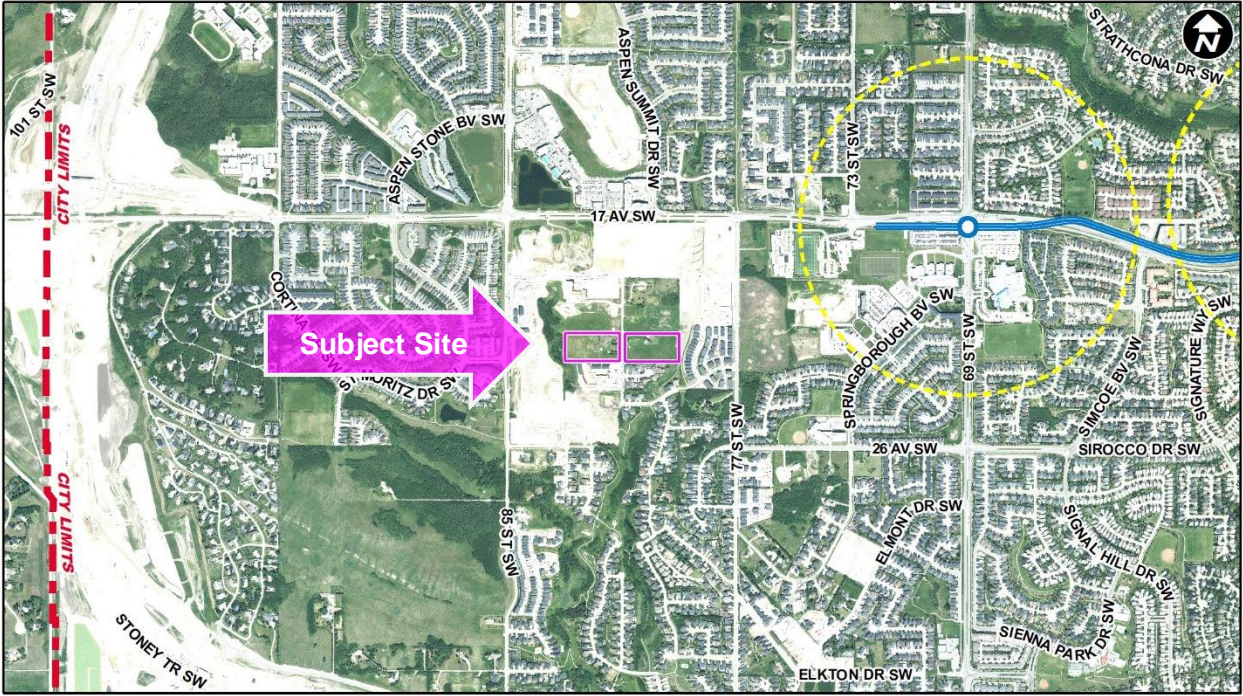 N
STRATHCONA DR SW
101 ST SW
CITY LIMITS
ASPEN STONE BV SW
ASPEN SUMMIT DR SW
73 ST SW
17 AV SW
SPRINGBOROUGH BV SW
69 ST SW
SIMCOE BV SW
SIGNATURE WY SW
Subject Site
ST MORITZ DR SW
77 ST SW
26 AV SW
SIROCCO DR SW
CITY LIMITS
85 ST SW
ELMONT DR SW
SIGNAL HILL DR SW
STONEY TR SW
SIENNA PARK DR SW
ELKTON DR SW